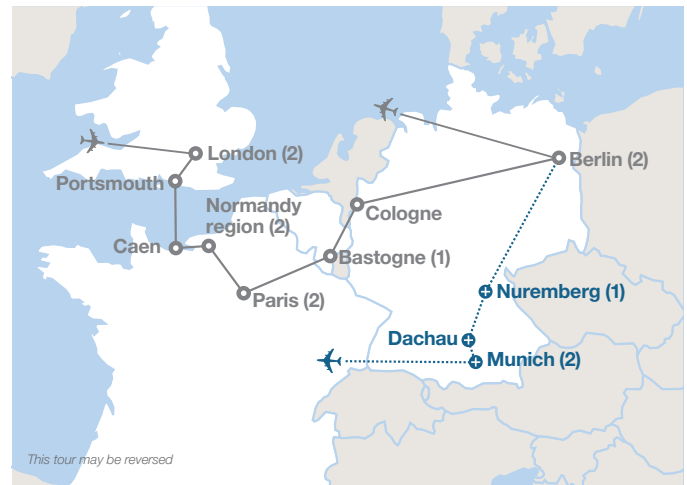 London (2)
Berlin (2)
Portsmouth
Normandy
region (2)
Cologne
Caen
Bastogne (1)
Paris (2)
Nuremberg (1)
Dachau
Munich (2)
This tour may be reversed